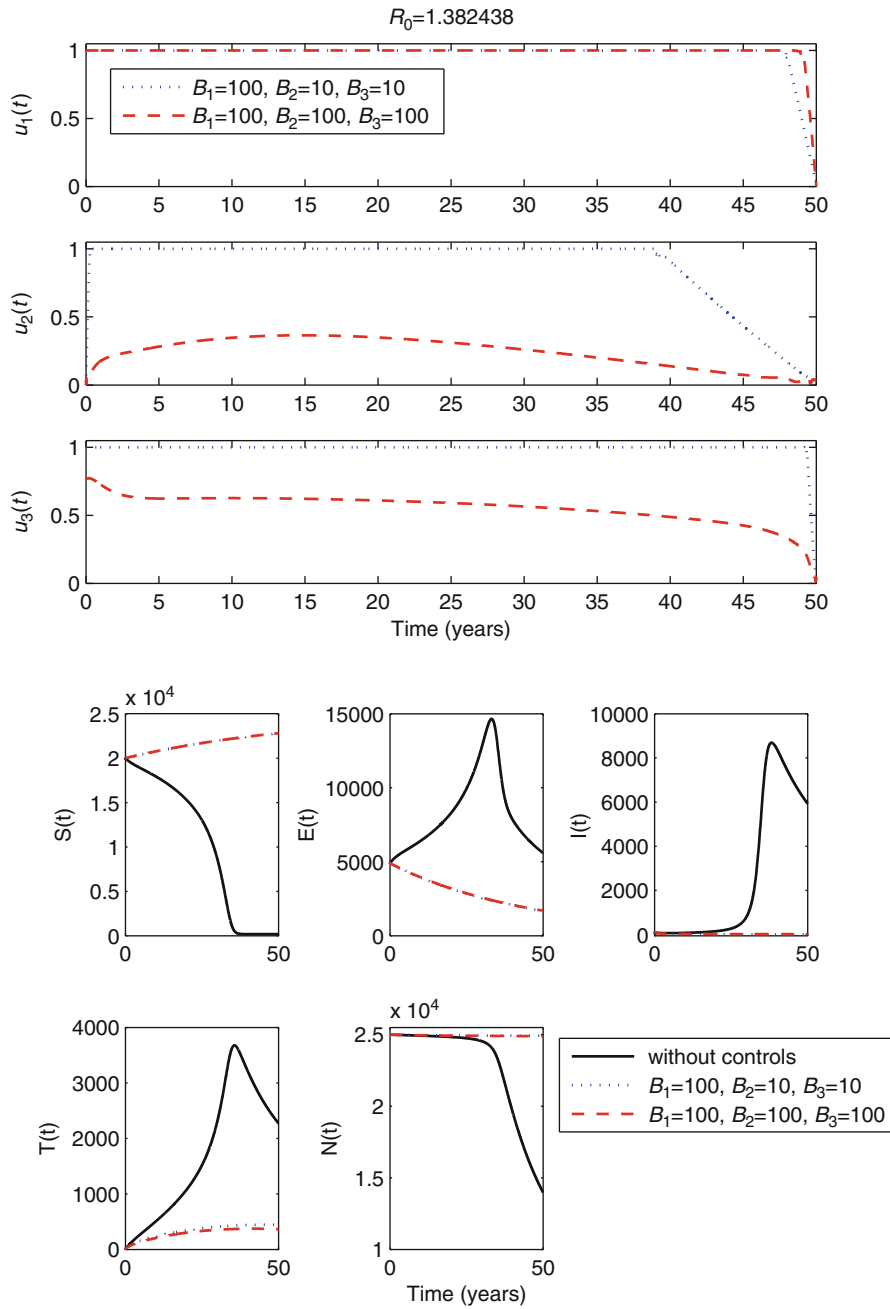 R0=1.382438
u1(t)
1
0.5
1
B1=100, B2=10, B3=10
B1=100, B2=100, B3=100
0 5 10 15 20 25 30 35 40 45 50
u2(t)
1
0.5
0
0 5 10 15 20 25 30 35 40 45 50
u3(t)
1
0.5
0
0 5 10 15 20 25 30 35 40 45 50
Time (years)
x 10^4
S(t)
2.5
2
1.5
1
0.5
0
0 50
E(t)
15000
10000
5000
0
0 50
I(t)
10000
8000
6000
4000
2000
0
0 50
T(t)
4000
3000
2000
1000
0
0 50
x 10^4
N(t)
2.5
2
1.5
1
0 50
Time (years)
without controls
B1=100, B2=10, B3=10
B1=100, B2=100, B3=100